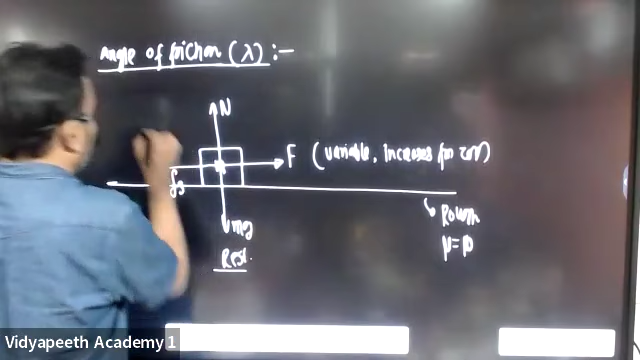 Angle of friction (λ) :-
N
F (variable, increases from zero)
fs
mg
Rest.
Rough
μ = μ
Vidyapeeth Academy 1